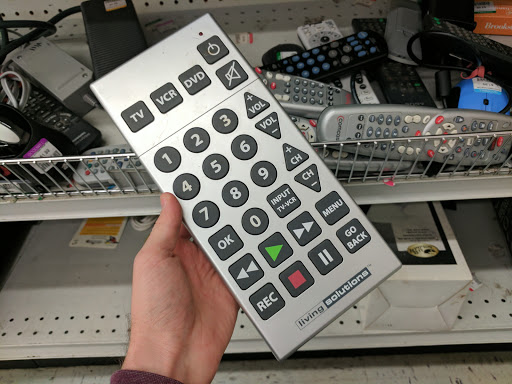 TV VCR DVD
1 2 3 + VOL
4 5 6 VOL −
7 8 9 + CH
0 INPUT TV•VCR CH −
OK MENU
GO BACK
REC
living solutions™